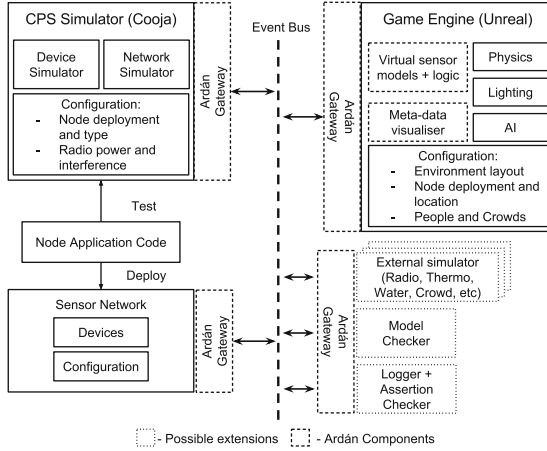 CPS Simulator (Cooja)
Device
Simulator
Network
Simulator
Configuration:
- Node deployment
and type
- Radio power and
interference
Ardán
Gateway
Event Bus
Game Engine (Unreal)
Ardán
Gateway
Virtual sensor
models + logic
Physics
Lighting
Meta-data
visualiser
AI
Configuration:
- Environment layout
- Node deployment and
location
- People and Crowds
Test
Node Application Code
Deploy
Sensor Network
Devices
Configuration
Ardán
Gateway
Ardán
Gateway
External simulator
(Radio, Thermo,
Water, Crowd, etc)
Model
Checker
Logger +
Assertion
Checker
- Possible extensions
- Ardán Components